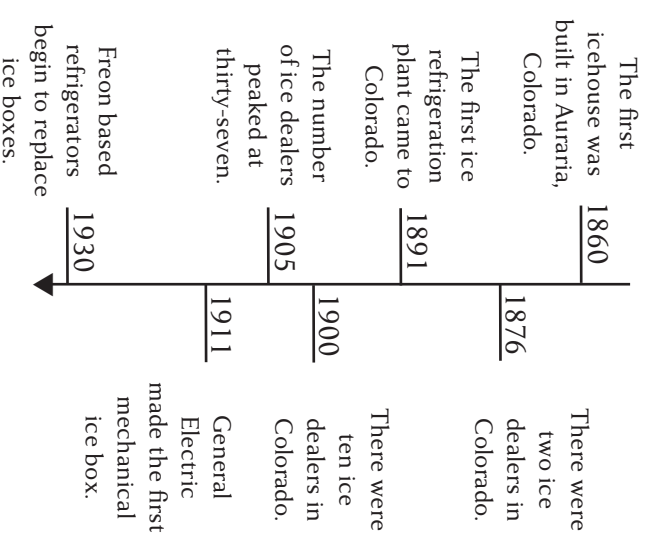 The first
icehouse was
built in Auraria,
Colorado.
1860
1876
There were
two ice
dealers in
Colorado.
The first ice
refrigeration
plant came to
Colorado.
1891
1900
There were
ten ice
dealers in
Colorado.
The number
of ice dealers
peaked at
thirty-seven.
1905
1911
General
Electric
made the first
mechanical
ice box.
Freon based
refrigerators
begin to replace
ice boxes.
1930